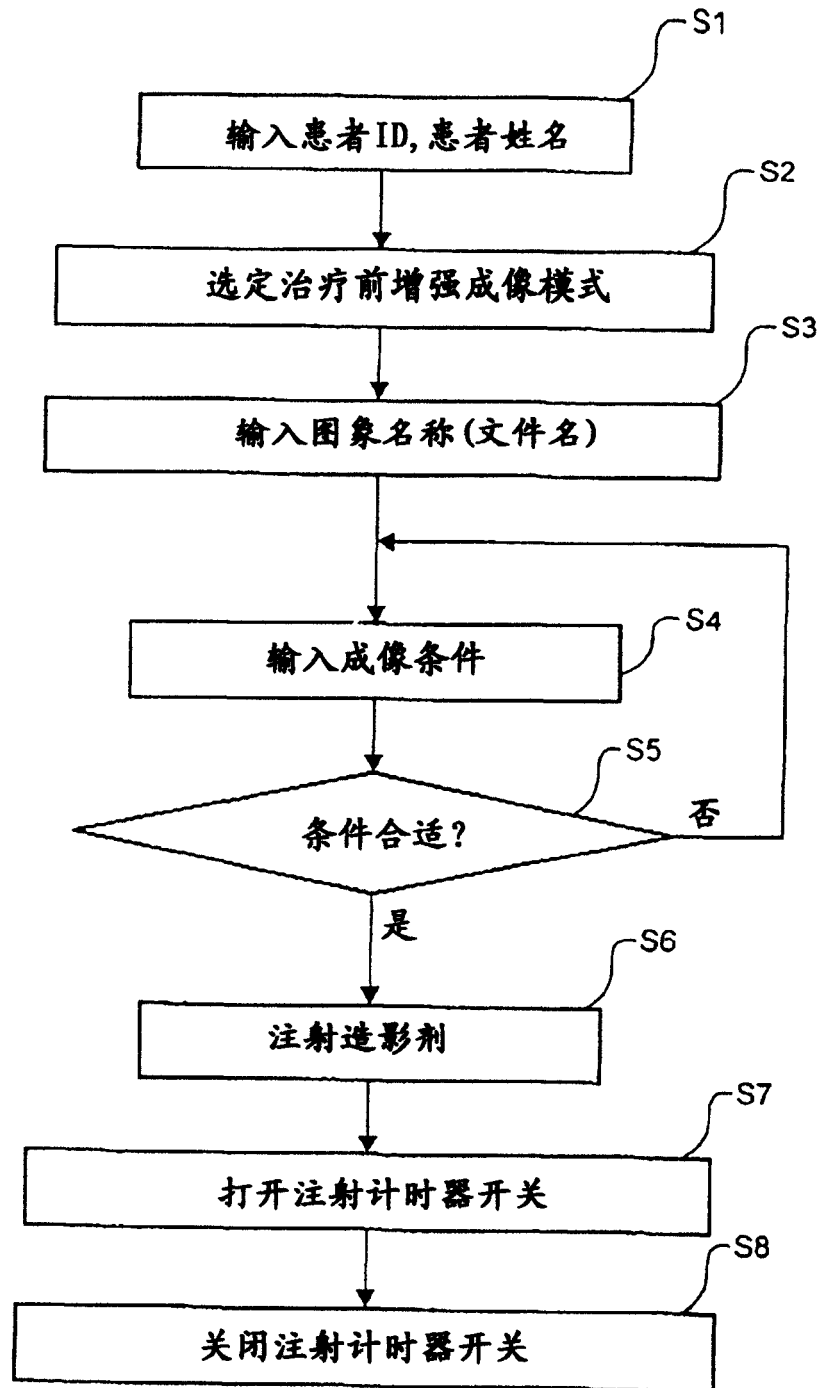 S1
输入患者ID,患者姓名
S2
选定治疗前增强成像模式
S3
输入图象名称(文件名)
S4
输入成像条件
S5
条件合适?
否
是
S6
注射造影剂
S7
打开注射计时器开关
S8
关闭注射计时器开关